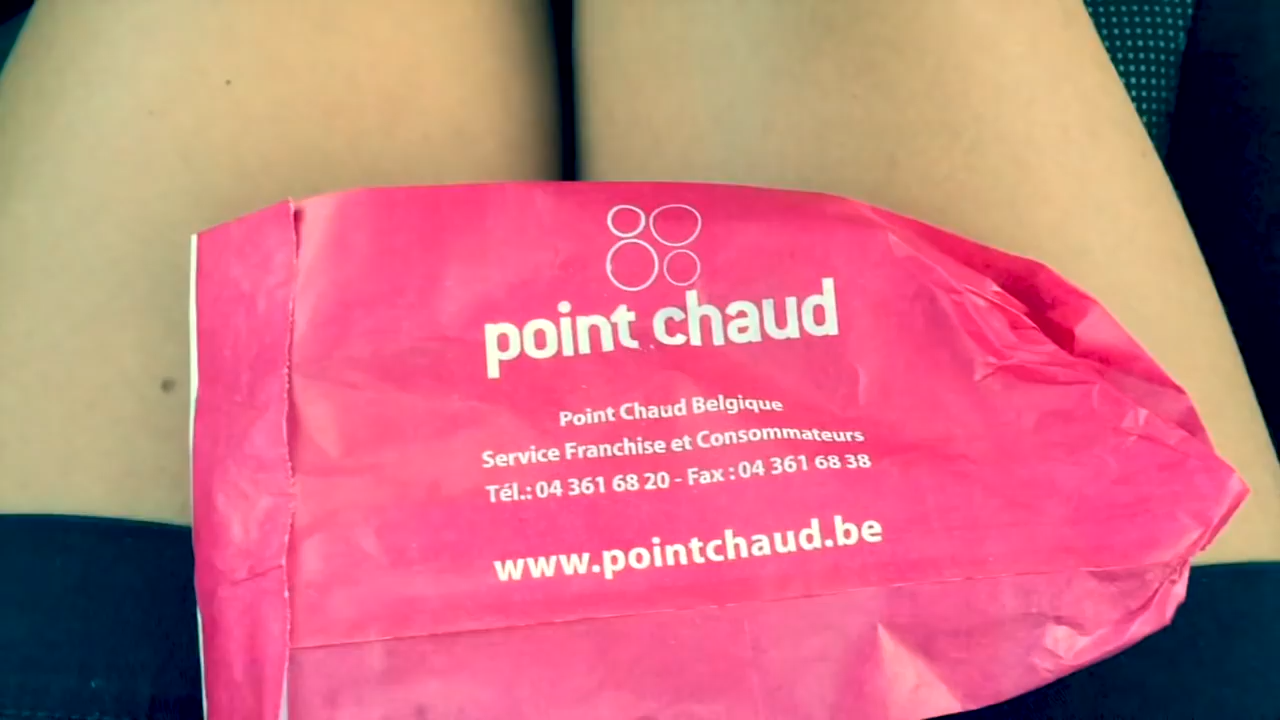 point chaud
Point Chaud Belgique
Service Franchise et Consommateurs
Tél.: 04 361 68 20 - Fax : 04 361 68 38
www.pointchaud.be